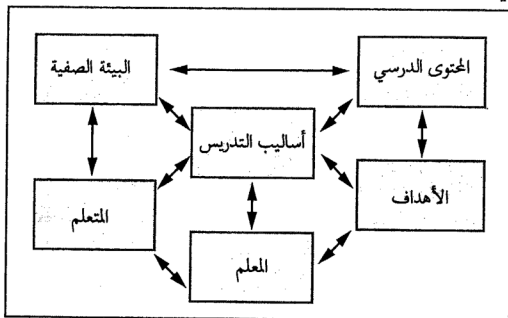 المحتوى الدرسي
البيئة الصفية
أساليب التدريس
الأهداف
المتعلم
المعلم